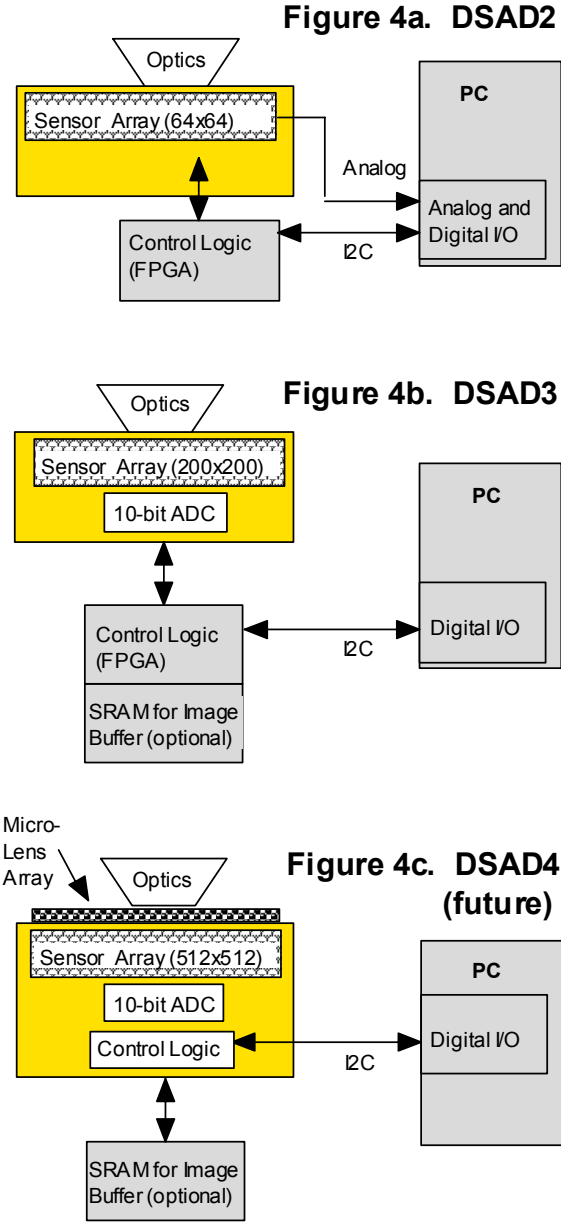 Figure 4a. DSAD2
Optics
PC
Sensor Array (64x64)
Analog
Analog and
Digital I/O
Control Logic
(FPGA)
I2C
Figure 4b. DSAD3
Optics
Sensor Array (200x200)
PC
10-bit ADC
Control Logic
(FPGA)
Digital I/O
I2C
SRAM for Image
Buffer (optional)
Micro-
Lens
Array
Optics
Figure 4c. DSAD4
(future)
Sensor Array (512x512)
PC
10-bit ADC
Control Logic
Digital I/O
I2C
SRAM for Image
Buffer (optional)